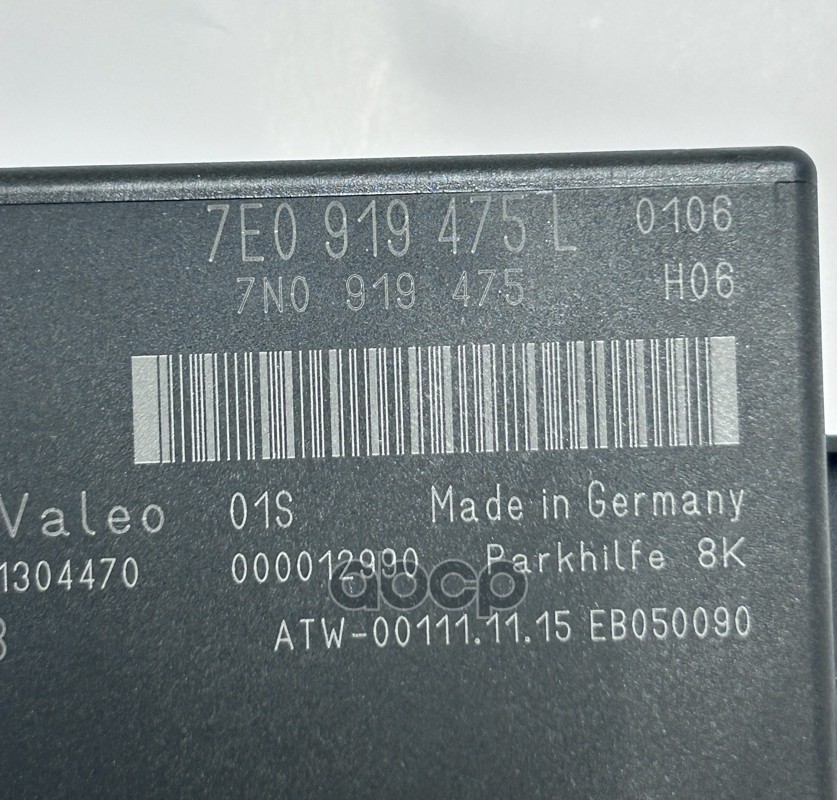 7E0 919 475 L 0106
7N0 919 475 H06
Valeo 01S Made in Germany
1304470 000012990 Parkhilfe 8K
abcp
ATW-00111.11.15 EB050090